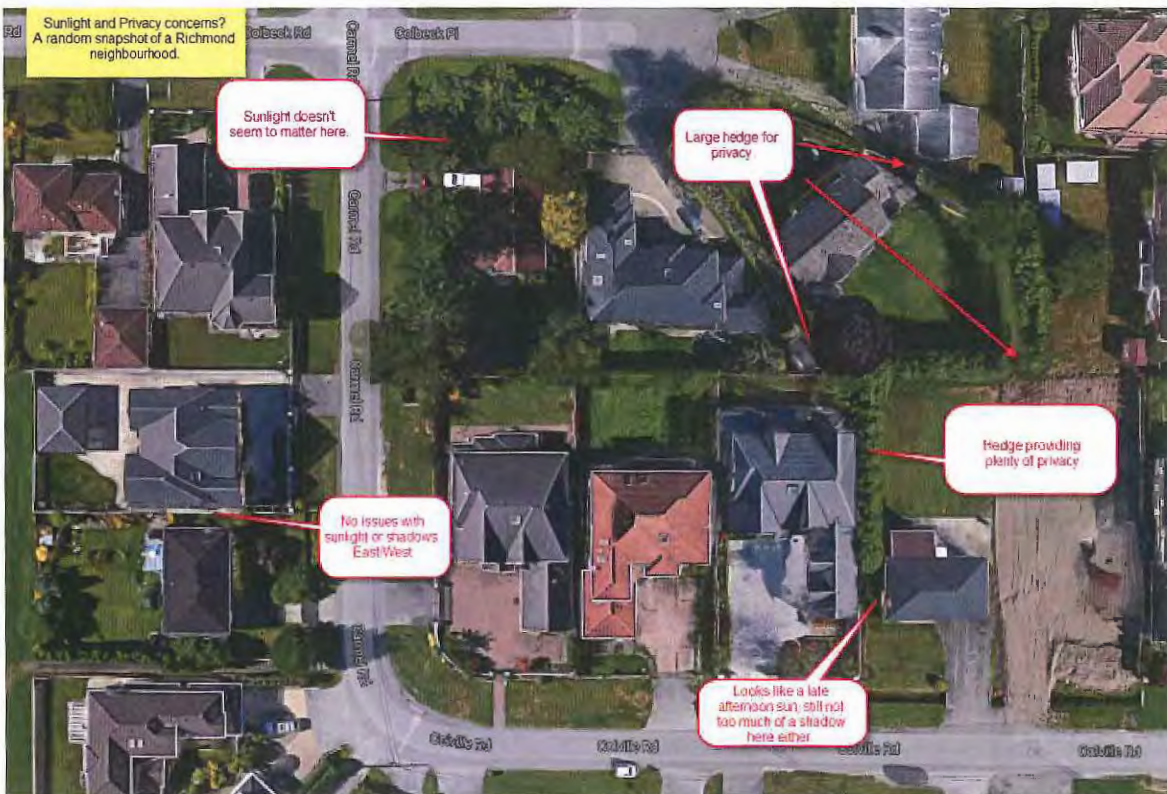 Sunlight and Privacy concerns?
A random snapshot of a Richmond
neighbourhood.
Rd
Colbeck Rd
Colbeck Pl
Carmel Rd
Sunlight doesn't
seem to matter here.
Large hedge for
privacy
Carmel Rd
Carmel Rd
Hedge providing
plenty of privacy
No issues with
sunlight or shadows
East/West
Carmel Rd
Looks like a late
afternoon sun, still not
too much of a shadow
here either
Colville Rd
Colville Rd
Colville Rd
Colville Rd